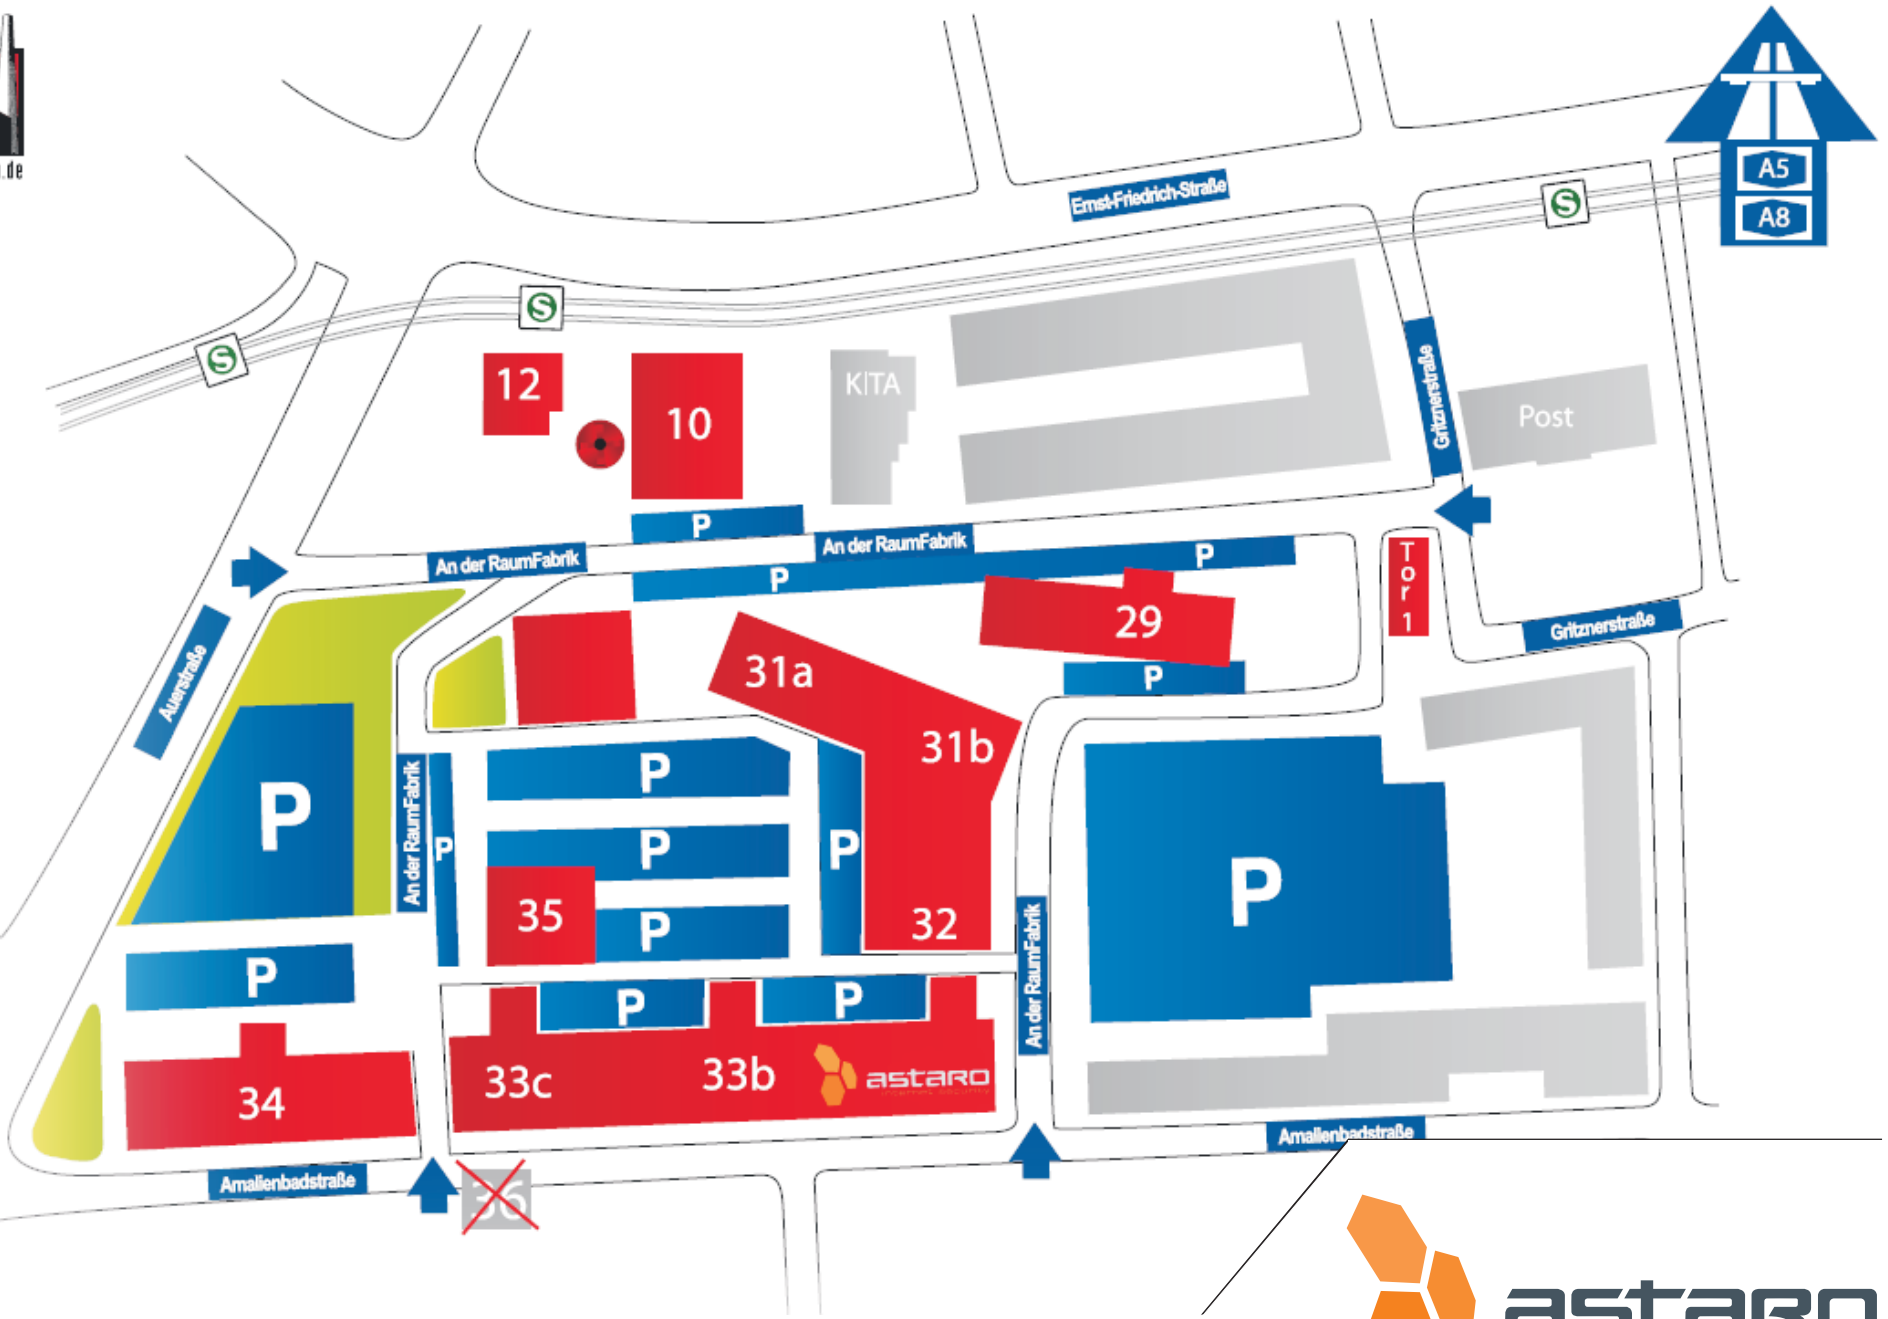 .de
A5
A8
Ernst-Friedrich-Straße
S
S
S
12
10
KITA
Gritznerstraße
Post
P
An der RaumFabrik
An der RaumFabrik
P
P
Tor 1
29
Gritznerstraße
Auerstraße
31a
P
31b
P
P
An der RaumFabrik
P
P
P
P
35
P
32
P
An der RaumFabrik
P
P
P
34
33c
33b
astaro
Amalienbadstraße
Amalienbadstraße
36
astaro